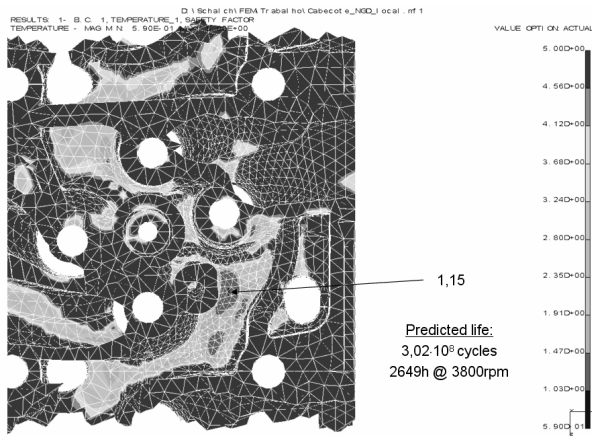 D:\Schalch\FEM\Trabalho\Cabecote_NGD_local.mf1
RESULTS: 1- B.C. 1, TEMPERATURE_1, SAFETY FACTOR
TEMPERATURE - MAG MIN: 5.90E-01
VALUE OPTION: ACTUAL
5.00D+00
4.56D+00
4.12D+00
3.68D+00
3.24D+00
2.80D+00
2.35D+00
1.91D+00
1.47D+00
1.03D+00
5.90D-01
1,15
Predicted life:
3,02·10⁸ cycles
2649h @ 3800rpm